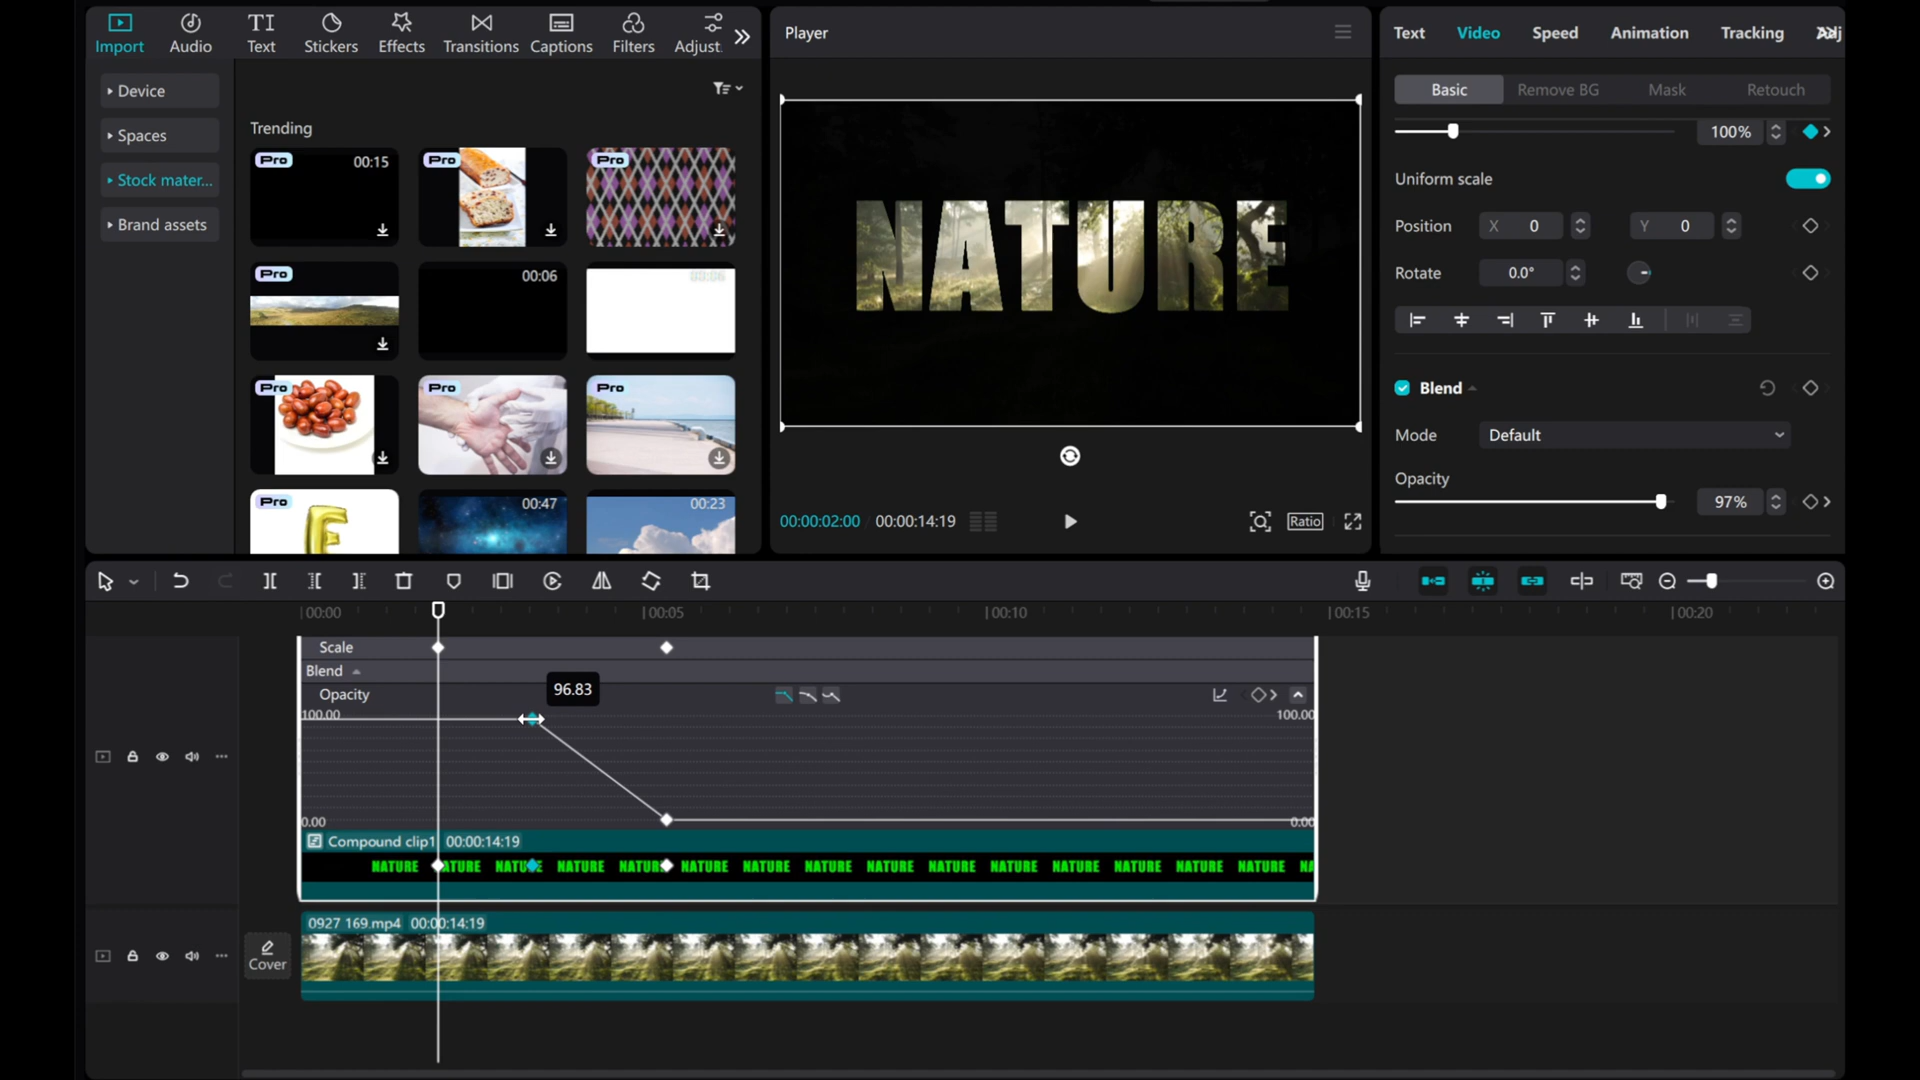 Import
Audio
Text
Stickers
Effects
Transitions
Captions
Filters
Adjust
Device
Spaces
Stock mater...
Brand assets
Trending
Pro 00:15
Pro
Pro
Pro
00:06
00:06
Pro
Pro
Pro
Pro
00:47
00:23
Player
NATURE
00:00:02:00 00:00:14:19
Ratio
Text Video Speed Animation Tracking Adj
Basic Remove BG Mask Retouch
100%
Uniform scale
Position X 0 Y 0
Rotate 0.0°
Blend
Mode Default
Opacity
97%
00:00 00:05 00:10 00:15 00:20
Scale
Blend
96.83
Opacity
100.00 100.00
0.00 0.00
Compound clip1 00:00:14:19
NATURE NATURE NATURE NATURE NATURE NATURE NATURE NATURE NATURE NATURE NATURE NATURE NATURE NATURE NATURE NA
0927 169.mp4 00:00:14:19
Cover